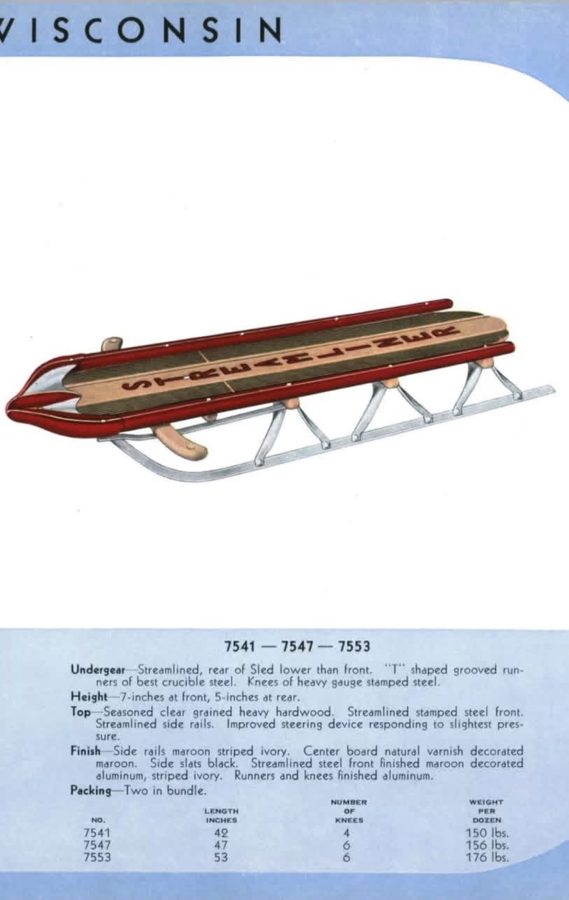 WISCONSIN
STREAMLINER
7541 — 7547 — 7553
Undergear—Streamlined, rear of Sled lower than front. "T" shaped grooved run-
ners of best crucible steel. Knees of heavy gauge stamped steel.
Height—7-inches at front, 5-inches at rear.
Top—Seasoned clear grained heavy hardwood. Streamlined stamped steel front.
Streamlined side rails. Improved steering device responding to slightest pres-
sure.
Finish—Side rails maroon striped ivory. Center board natural varnish decorated
maroon. Side slats black. Streamlined steel front finished maroon decorated
aluminum, striped ivory. Runners and knees finished aluminum.
Packing—Two in bundle.
NO. LENGTH INCHES NUMBER OF KNEES WEIGHT PER DOZEN
7541 42 4 150 lbs.
7547 47 6 156 lbs.
7553 53 6 176 lbs.